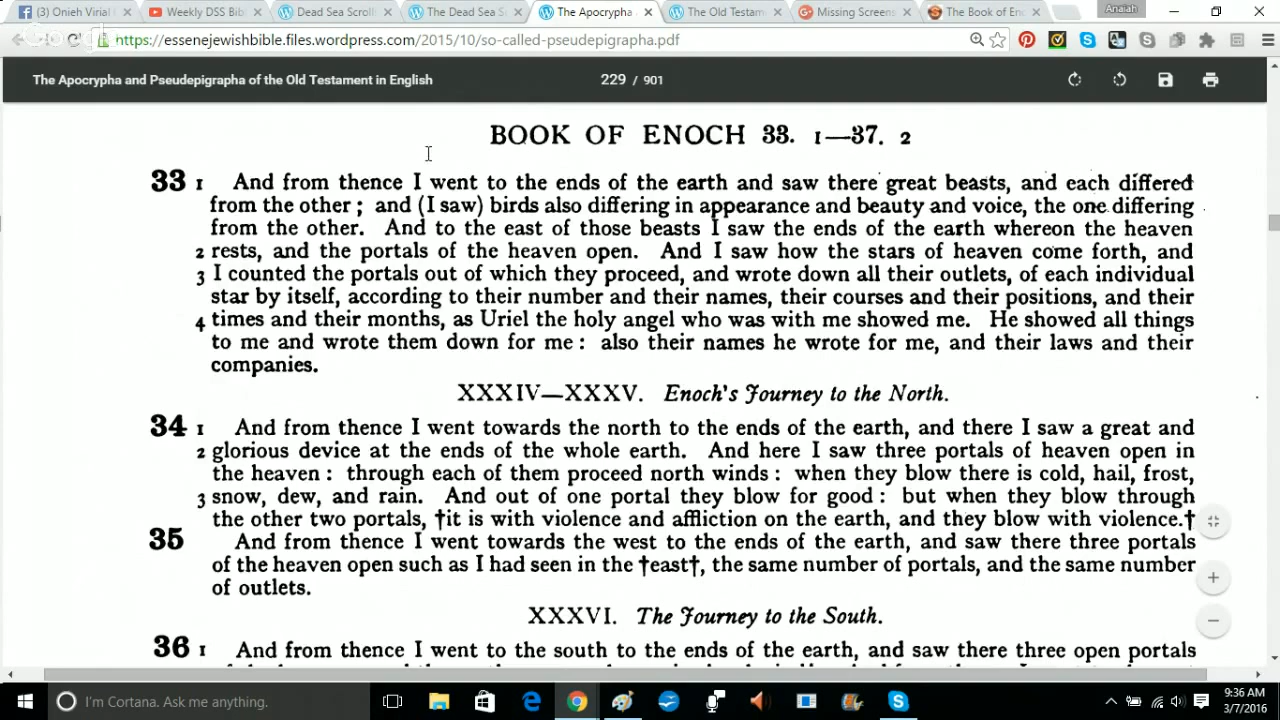 (3) Onieh Virial
Weekly DSS Bib
Dead Sea Scroll
The Dead Sea S
The Apocrypha
The Old Testam
Missing Screens
The Book of En
Anaiah
https://essenejewishbible.files.wordpress.com/2015/10/so-called-pseudepigrapha.pdf
The Apocrypha and Pseudepigrapha of the Old Testament in English
229 / 901
BOOK OF ENOCH 33. 1—37. 2
33 1 And from thence I went to the ends of the earth and saw there great beasts, and each differed
from the other ; and (I saw) birds also differing in appearance and beauty and voice, the one differing
from the other. And to the east of those beasts I saw the ends of the earth whereon the heaven
2 rests, and the portals of the heaven open. And I saw how the stars of heaven come forth, and
3 I counted the portals out of which they proceed, and wrote down all their outlets, of each individual
star by itself, according to their number and their names, their courses and their positions, and their
4 times and their months, as Uriel the holy angel who was with me showed me. He showed all things
to me and wrote them down for me : also their names he wrote for me, and their laws and their
companies.
XXXIV—XXXV. Enoch's Journey to the North.
34 1 And from thence I went towards the north to the ends of the earth, and there I saw a great and
2 glorious device at the ends of the whole earth. And here I saw three portals of heaven open in
the heaven : through each of them proceed north winds : when they blow there is cold, hail, frost,
3 snow, dew, and rain. And out of one portal they blow for good : but when they blow through
the other two portals, †it is with violence and affliction on the earth, and they blow with violence.†
35 And from thence I went towards the west to the ends of the earth, and saw there three portals
of the heaven open such as I had seen in the †east†, the same number of portals, and the same number
of outlets.
XXXVI. The Journey to the South.
36 1 And from thence I went to the south to the ends of the earth, and saw there three open portals
I'm Cortana. Ask me anything.
9:36 AM
3/7/2016